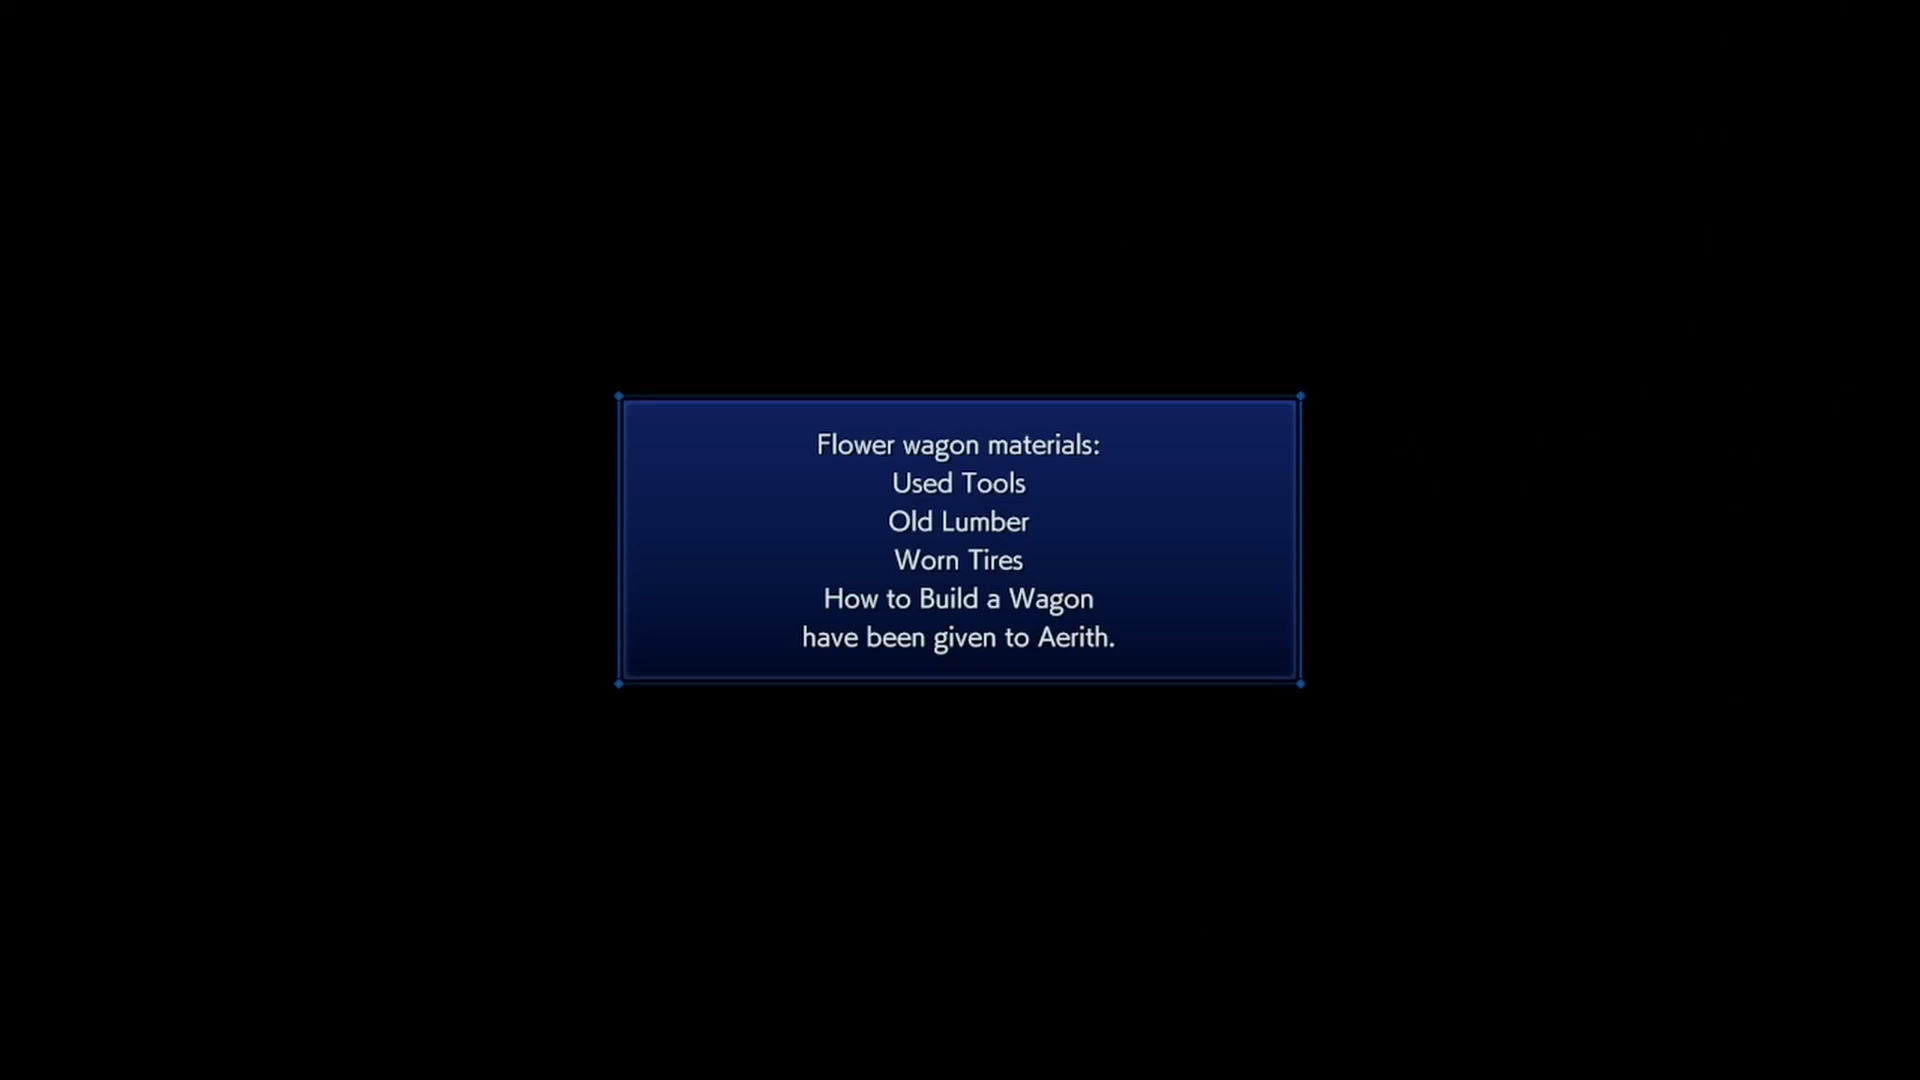 Flower wagon materials:
Used Tools
Old Lumber
Worn Tires
How to Build a Wagon
have been given to Aerith.